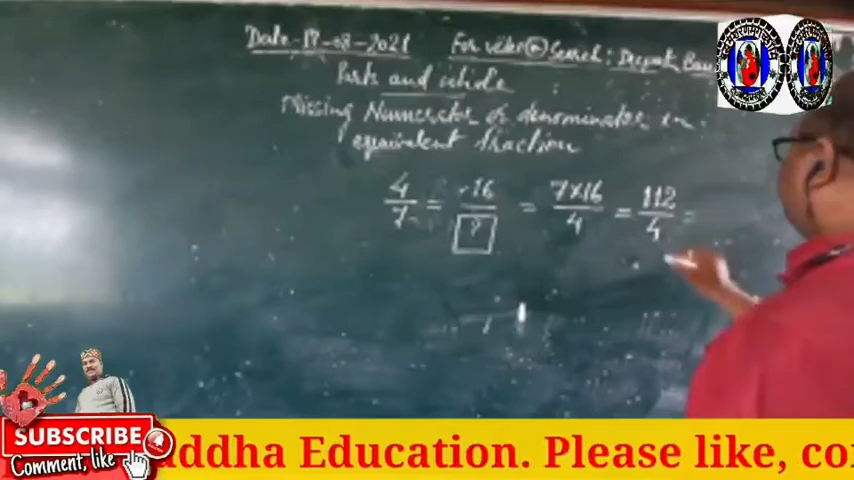 Date-17-08-2021 For video Search: Deepak Bau
Parts and whole
Missing Numerator or denominator in
equivalent fraction
4/7 = 16/? = 7×16/4 = 112/4 =
SUBSCRIBE
Comment, like
addha Education. Please like, co